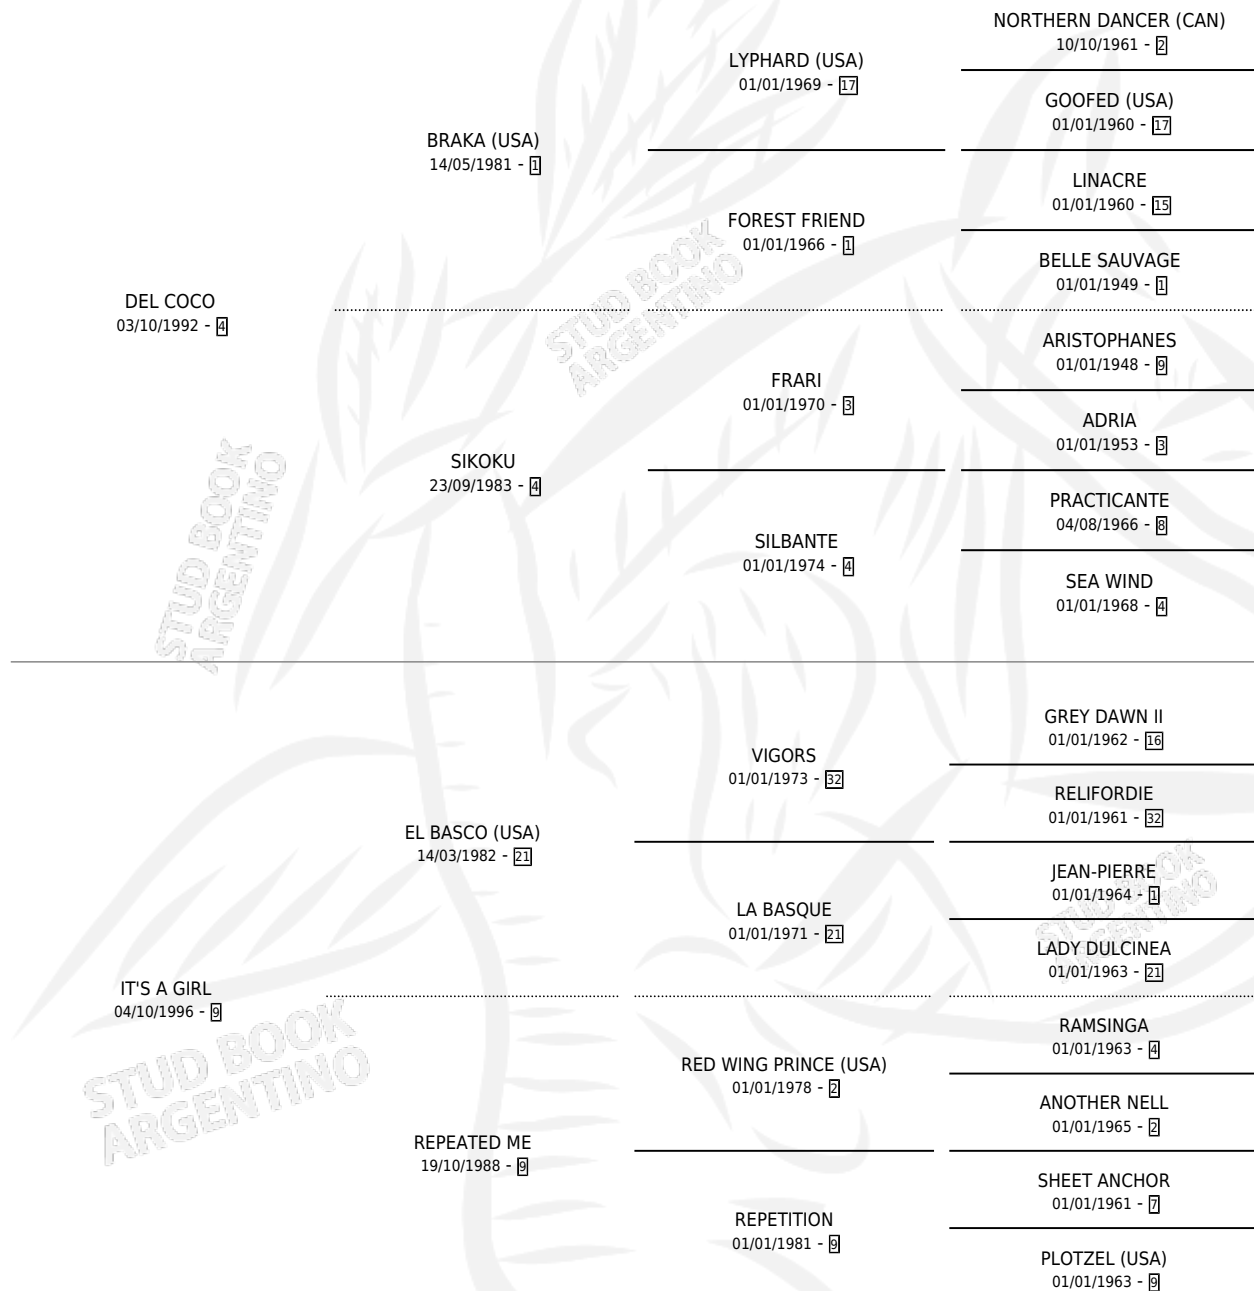 NORTHERN DANCER (CAN)
10/10/1961 - 2
LYPHARD (USA)
01/01/1969 - 17
GOOFED (USA)
01/01/1960 - 17
BRAKA (USA)
14/05/1981 - 1
LINACRE
01/01/1960 - 15
FOREST FRIEND
01/01/1966 - 1
BELLE SAUVAGE
01/01/1949 - 1
DEL COCO
03/10/1992 - 4
STUD BOOK
ARGENTINO
ARISTOPHANES
01/01/1948 - 9
FRARI
01/01/1970 - 3
ADRIA
01/01/1953 - 3
SIKOKU
23/09/1983 - 4
PRACTICANTE
04/08/1966 - 8
SILBANTE
01/01/1974 - 4
SEA WIND
01/01/1968 - 4
STUD BOOK
ARGENTINO
GREY DAWN II
01/01/1962 - 16
VIGORS
01/01/1973 - 32
RELIFORDIE
01/01/1961 - 32
EL BASCO (USA)
14/03/1982 - 21
JEAN-PIERRE
01/01/1964 - 1
LA BASQUE
01/01/1971 - 21
LADY DULCINEA
01/01/1963 - 21
STUD BOOK
ARGENTINO
IT'S A GIRL
04/10/1996 - 9
STUD BOOK
ARGENTINO
RAMSINGA
01/01/1963 - 4
RED WING PRINCE (USA)
01/01/1978 - 2
ANOTHER NELL
01/01/1965 - 2
REPEATED ME
19/10/1988 - 9
SHEET ANCHOR
01/01/1961 - 7
REPETITION
01/01/1981 - 9
PLOTZEL (USA)
01/01/1963 - 9